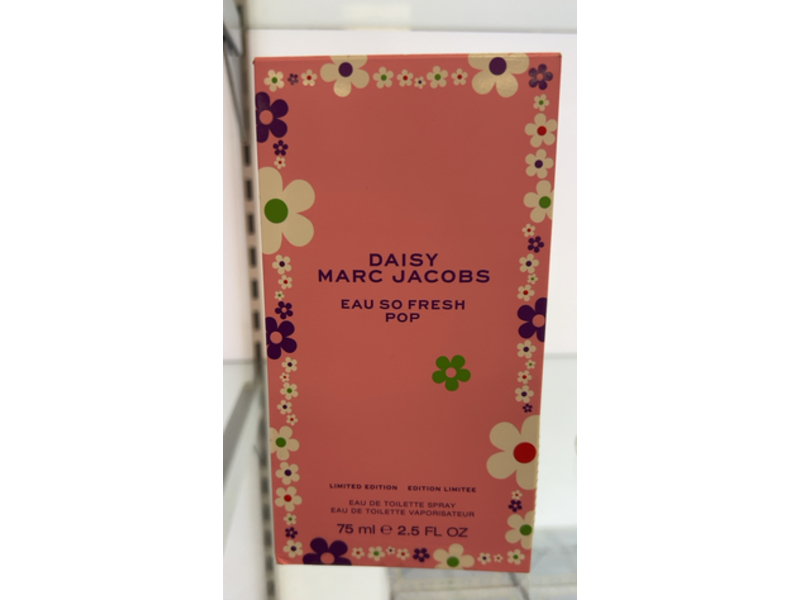 DAISY
MARC JACOBS
EAU SO FRESH
POP
LIMITED EDITION EDITION LIMITEE
EAU DE TOILETTE SPRAY
EAU DE TOILETTE VAPORISATEUR
75 ml ℮ 2.5 FL OZ